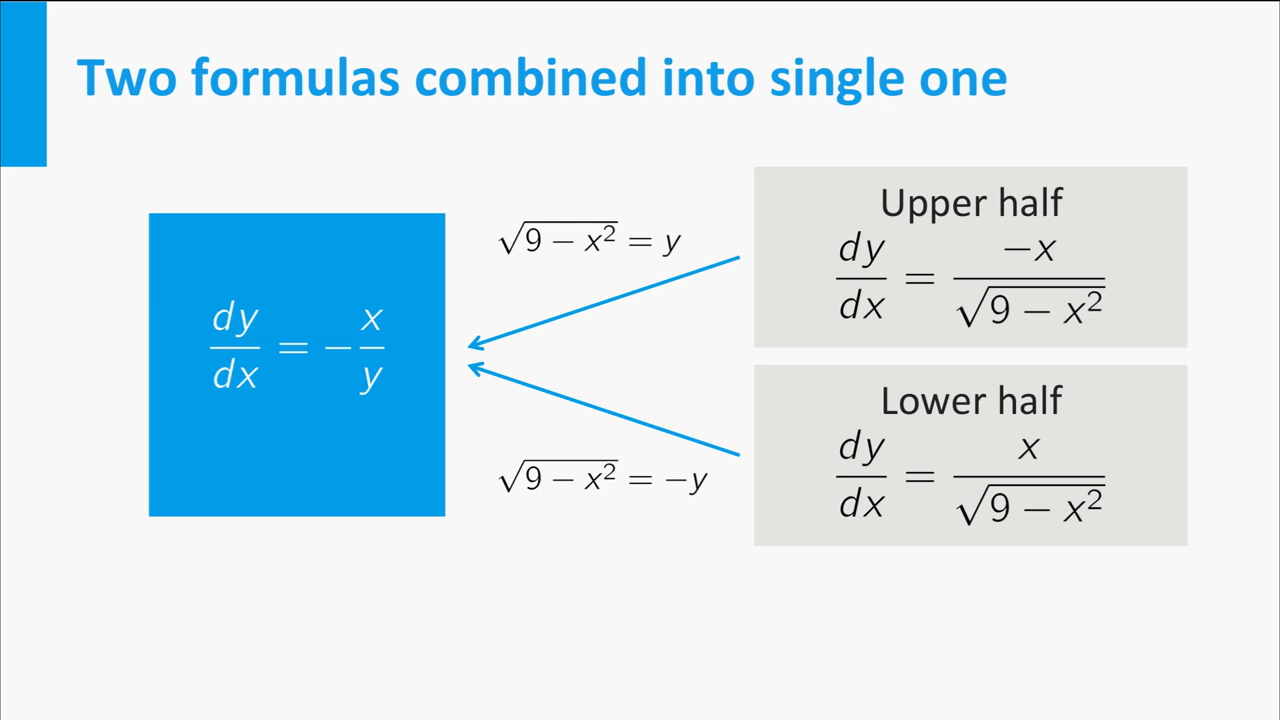 Two formulas combined into single one
√(9 − x²) = y
dy/dx = − x/y
√(9 − x²) = −y
Upper half
dy/dx = −x/√(9 − x²)
Lower half
dy/dx = x/√(9 − x²)